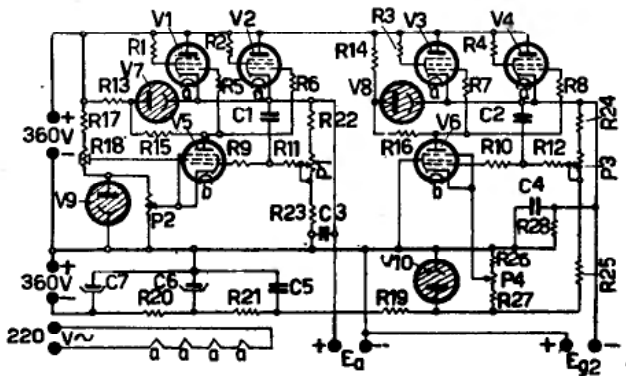 V1 V2 V3 V4
R1 R2 R3 R4 R14
V7 V8
a a a a
R13 R5 R6 R7 R8 R24
R17 V5 C1 R22 V6 C2
+ 360V −
R18 R15 R9 R11 P1 R16 R10 R12 P3
b b
V9 P2 R23 C3 C4 R28
+ 360V −
C7 C6 C5 V10 R26 P4 R25
R20 R21 R19 R27
220 V~ a a a a
+ Ea − + Eg2 −